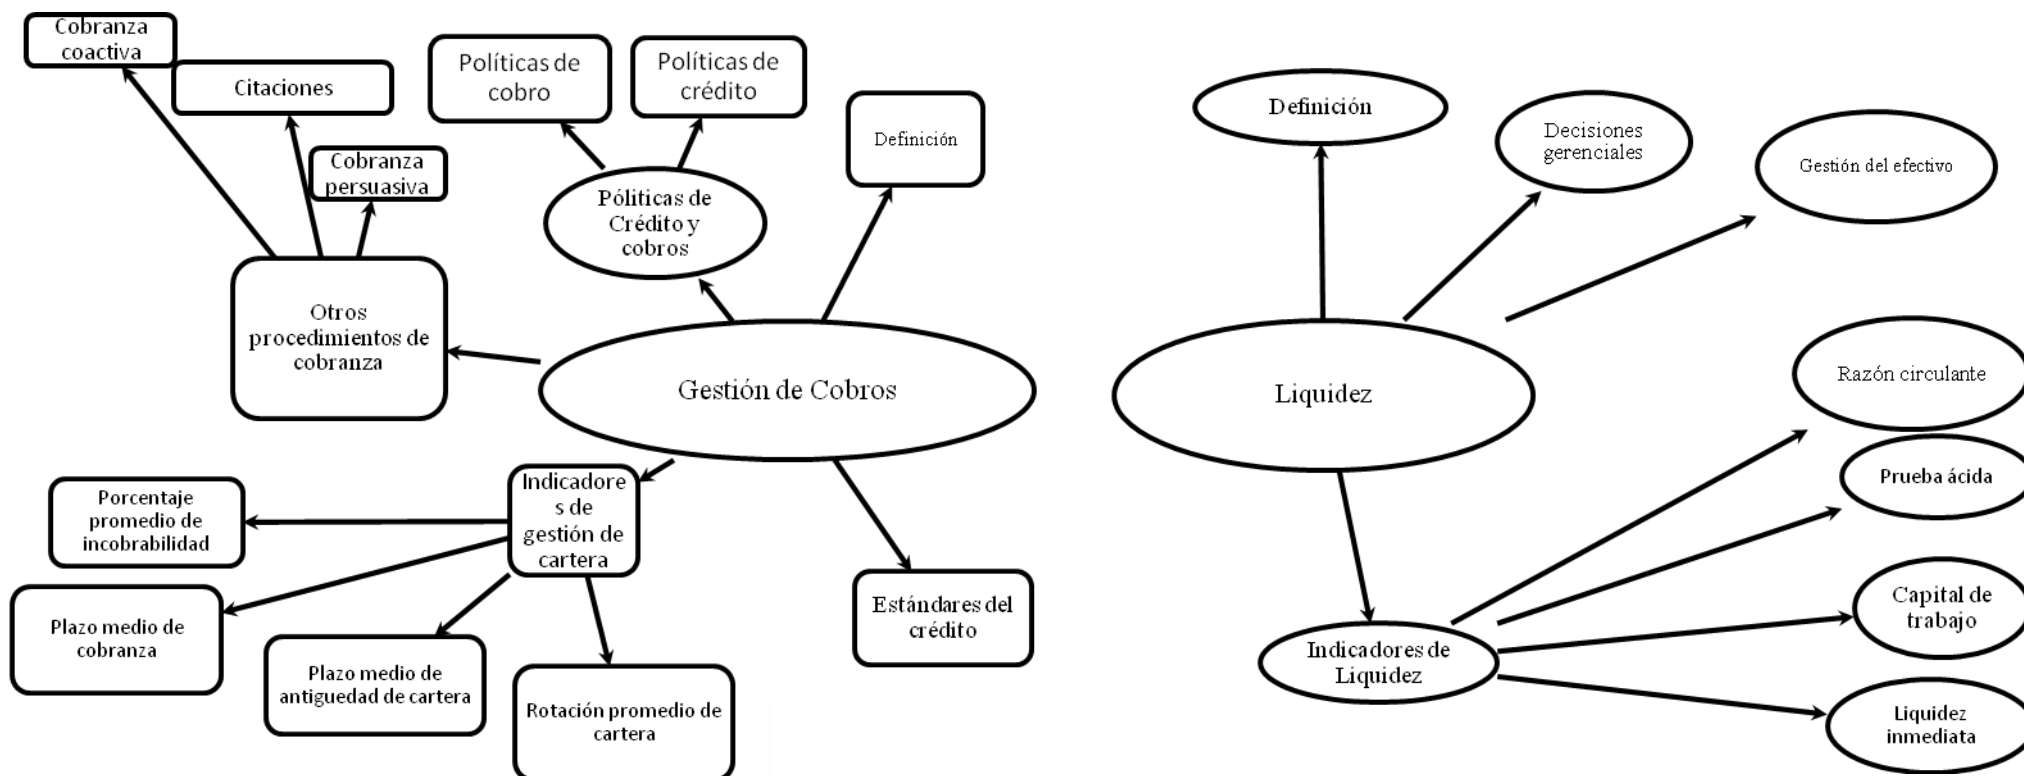 Cobranza
coactiva
Citaciones
Cobranza
persuasiva
Políticas de
cobro
Políticas de
crédito
Definición
Póliticas de
Crédito y
cobros
Otros
procedimientos de
cobranza
Gestión de Cobros
Indicadore
s de
gestión de
cartera
Porcentaje
promedio de
incobrabilidad
Plazo medio de
cobranza
Plazo medio de
antiguedad de cartera
Rotación promedio de
cartera
Estándares del
crédito
Definición
Decisiones
gerenciales
Gestión del efectivo
Liquidez
Razón circulante
Prueba ácida
Capital de
trabajo
Indicadores de
Liquidez
Liquidez
inmediata